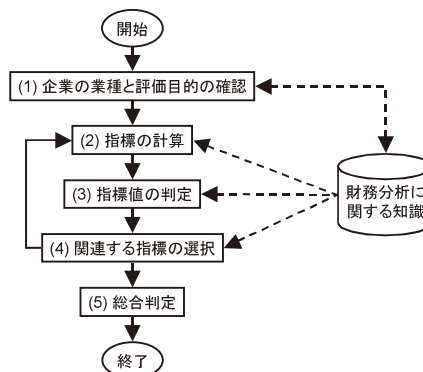 開始
(1) 企業の業種と評価目的の確認
(2) 指標の計算
(3) 指標値の判定
(4) 関連する指標の選択
(5) 総合判定
終了
財務分析に
関する知識